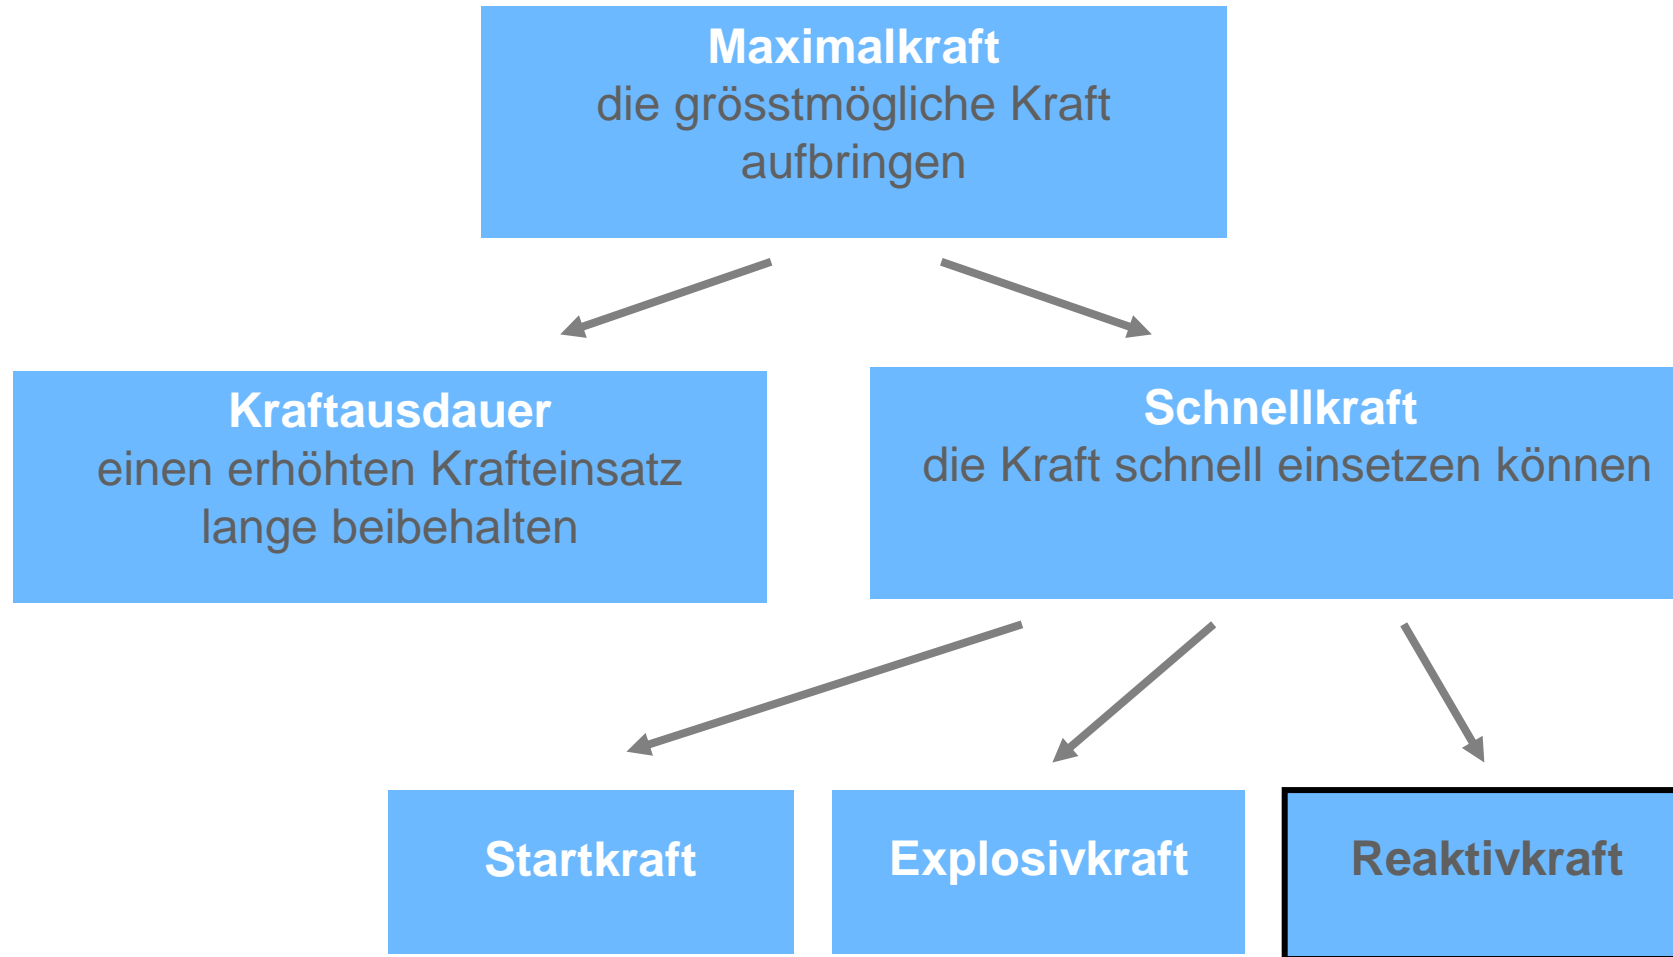 Maximalkraft
die grösstmögliche Kraft
aufbringen
Kraftausdauer
einen erhöhten Krafteinsatz
lange beibehalten
Schnellkraft
die Kraft schnell einsetzen können
Startkraft
Explosivkraft
Reaktivkraft